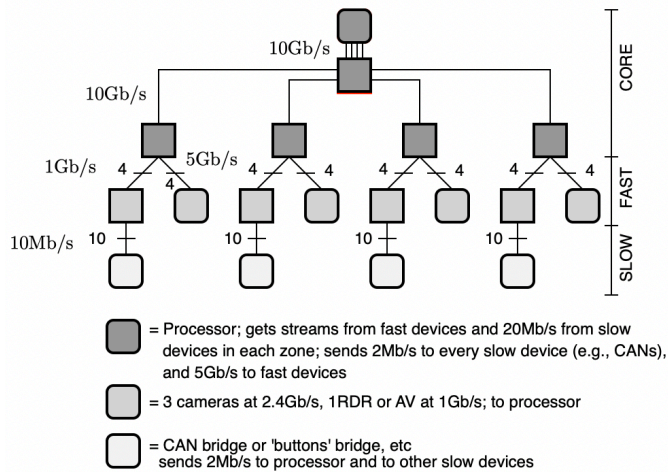 10Gb/s
10Gb/s
1Gb/s 4 4 5Gb/s 4 4 4 4 4 4
10Mb/s 10 10 10 10
CORE
FAST
SLOW
= Processor; gets streams from fast devices and 20Mb/s from slow
devices in each zone; sends 2Mb/s to every slow device (e.g., CANs),
and 5Gb/s to fast devices
= 3 cameras at 2.4Gb/s, 1RDR or AV at 1Gb/s; to processor
= CAN bridge or 'buttons' bridge, etc
sends 2Mb/s to processor and to other slow devices